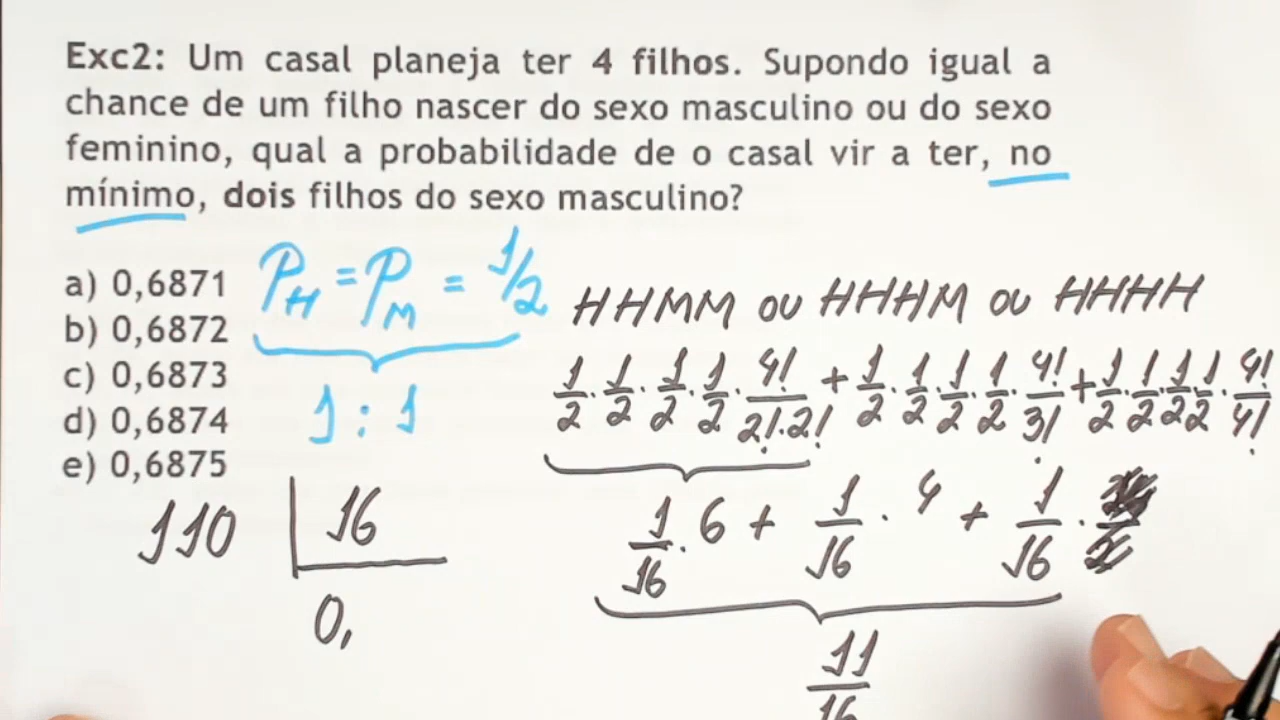 Exc2: Um casal planeja ter 4 filhos. Supondo igual a
chance de um filho nascer do sexo masculino ou do sexo
feminino, qual a probabilidade de o casal vir a ter, no
mínimo, dois filhos do sexo masculino?
a) 0,6871
b) 0,6872
c) 0,6873
d) 0,6874
e) 0,6875
P_H = P_M = 1/2
1 : 1
HHMM OU HHHM OU HHHH
1/2 · 1/2 · 1/2 · 1/2 · 4!/2!·2! + 1/2 · 1/2 · 1/2 · 1/2 · 4!/3! + 1/2 · 1/2 · 1/2 · 1/2 · 4!/4!
1/16 · 6 + 1/16 · 4 + 1/16 ·
11/16
110 | 16
0,